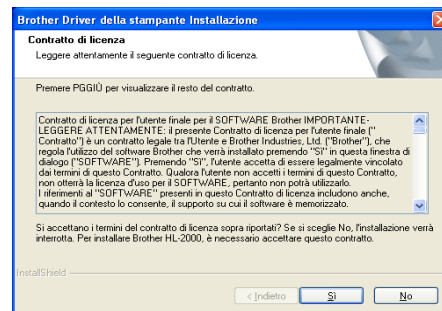 Brother Driver della stampante Installazione
Contratto di licenza
Leggere attentamente il seguente contratto di licenza.
Premere PGGIÙ per visualizzare il resto del contratto.
Contratto di licenza per l'utente finale per il SOFTWARE Brother IMPORTANTE-
LEGGERE ATTENTAMENTE: il presente Contratto di licenza per l'utente finale ("
Contratto") è un contratto legale tra l'Utente e Brother Industries, Ltd. ("Brother"), che
regola l'utilizzo del software Brother che verrà installato premendo "Sì" in questa finestra di
dialogo ("SOFTWARE"). Premendo "Sì", l'utente accetta di essere legalmente vincolato
dai termini di questo Contratto. Qualora l'utente non accetti i termini di questo Contratto,
non otterrà la licenza d'uso per il SOFTWARE, pertanto non potrà utilizzarlo.
I riferimenti al "SOFTWARE" presenti in questo Contratto di licenza includono anche,
quando il contesto lo consente, il supporto su cui il software è memorizzato.
Si accettano i termini del contratto di licenza sopra riportati? Se si sceglie No, l'installazione verrà
interrotta. Per installare Brother HL-2000, è necessario accettare questo contratto.
InstallShield
< Indietro Sì No